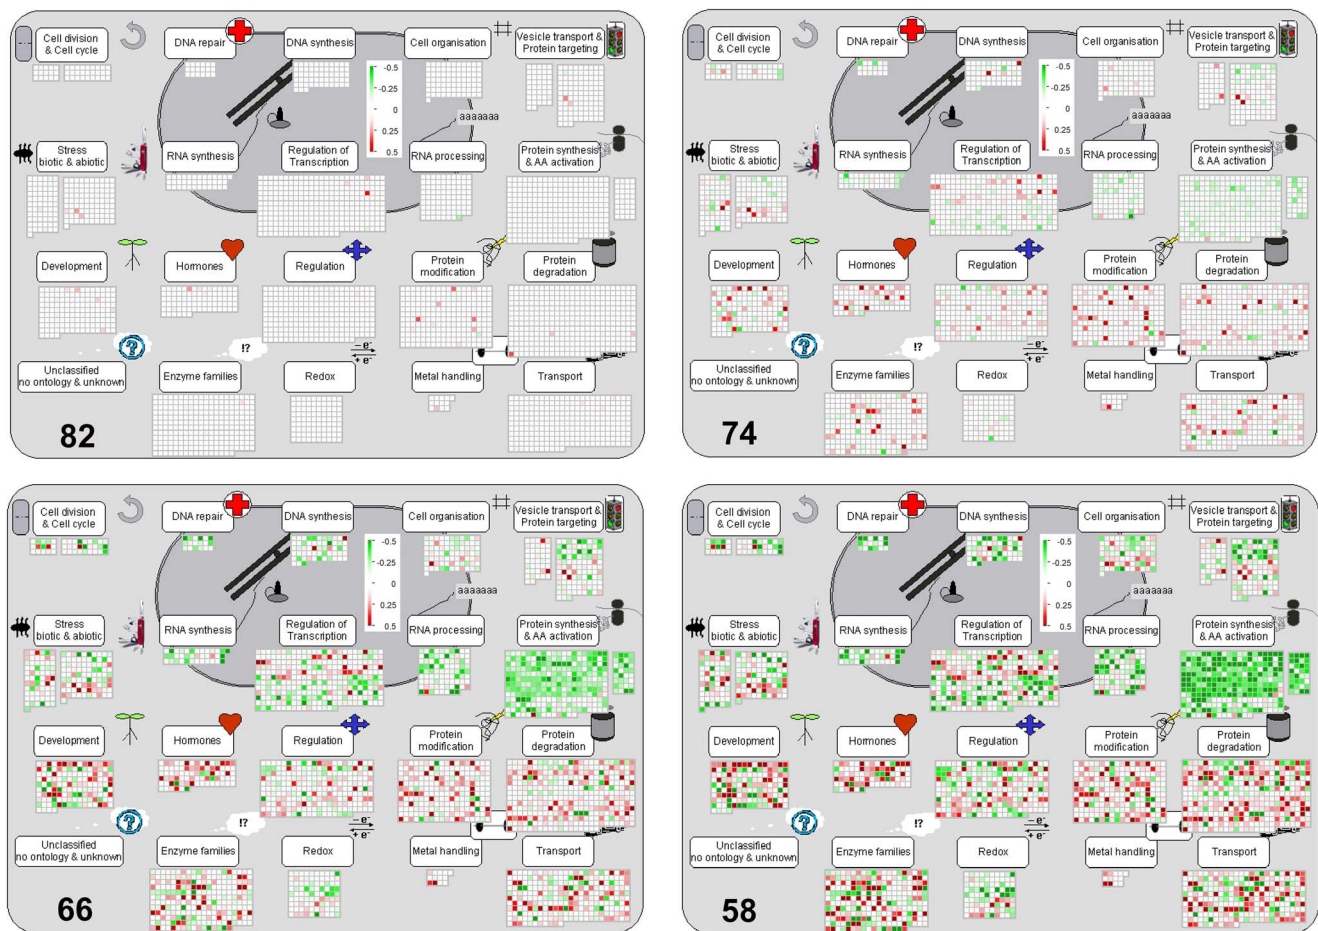 Cell division
& Cell cycle
DNA repair
DNA synthesis
Cell organisation
Vesicle transport &
Protein targeting
-0.5
-0.25
0
0.25
0.5
aaaaaaa
Stress
biotic & abiotic
RNA synthesis
Regulation of
Transcription
RNA processing
Protein synthesis
& AA activation
Development
Hormones
Regulation
Protein
modification
Protein
degradation
?
!?
– e-
+ e-
Unclassified
no ontology & unknown
Enzyme families
Redox
Metal handling
Transport
82
Cell division
& Cell cycle
DNA repair
DNA synthesis
Cell organisation
Vesicle transport &
Protein targeting
-0.5
-0.25
0
0.25
0.5
aaaaaaa
Stress
biotic & abiotic
RNA synthesis
Regulation of
Transcription
RNA processing
Protein synthesis
& AA activation
Development
Hormones
Regulation
Protein
modification
Protein
degradation
?
!?
– e-
+ e-
Unclassified
no ontology & unknown
Enzyme families
Redox
Metal handling
Transport
74
Cell division
& Cell cycle
DNA repair
DNA synthesis
Cell organisation
Vesicle transport &
Protein targeting
-0.5
-0.25
0
0.25
0.5
aaaaaaa
Stress
biotic & abiotic
RNA synthesis
Regulation of
Transcription
RNA processing
Protein synthesis
& AA activation
Development
Hormones
Regulation
Protein
modification
Protein
degradation
?
!?
– e-
+ e-
Unclassified
no ontology & unknown
Enzyme families
Redox
Metal handling
Transport
66
Cell division
& Cell cycle
DNA repair
DNA synthesis
Cell organisation
Vesicle transport &
Protein targeting
-0.5
-0.25
0
0.25
0.5
aaaaaaa
Stress
biotic & abiotic
RNA synthesis
Regulation of
Transcription
RNA processing
Protein synthesis
& AA activation
Development
Hormones
Regulation
Protein
modification
Protein
degradation
?
!?
– e-
+ e-
Unclassified
no ontology & unknown
Enzyme families
Redox
Metal handling
Transport
58